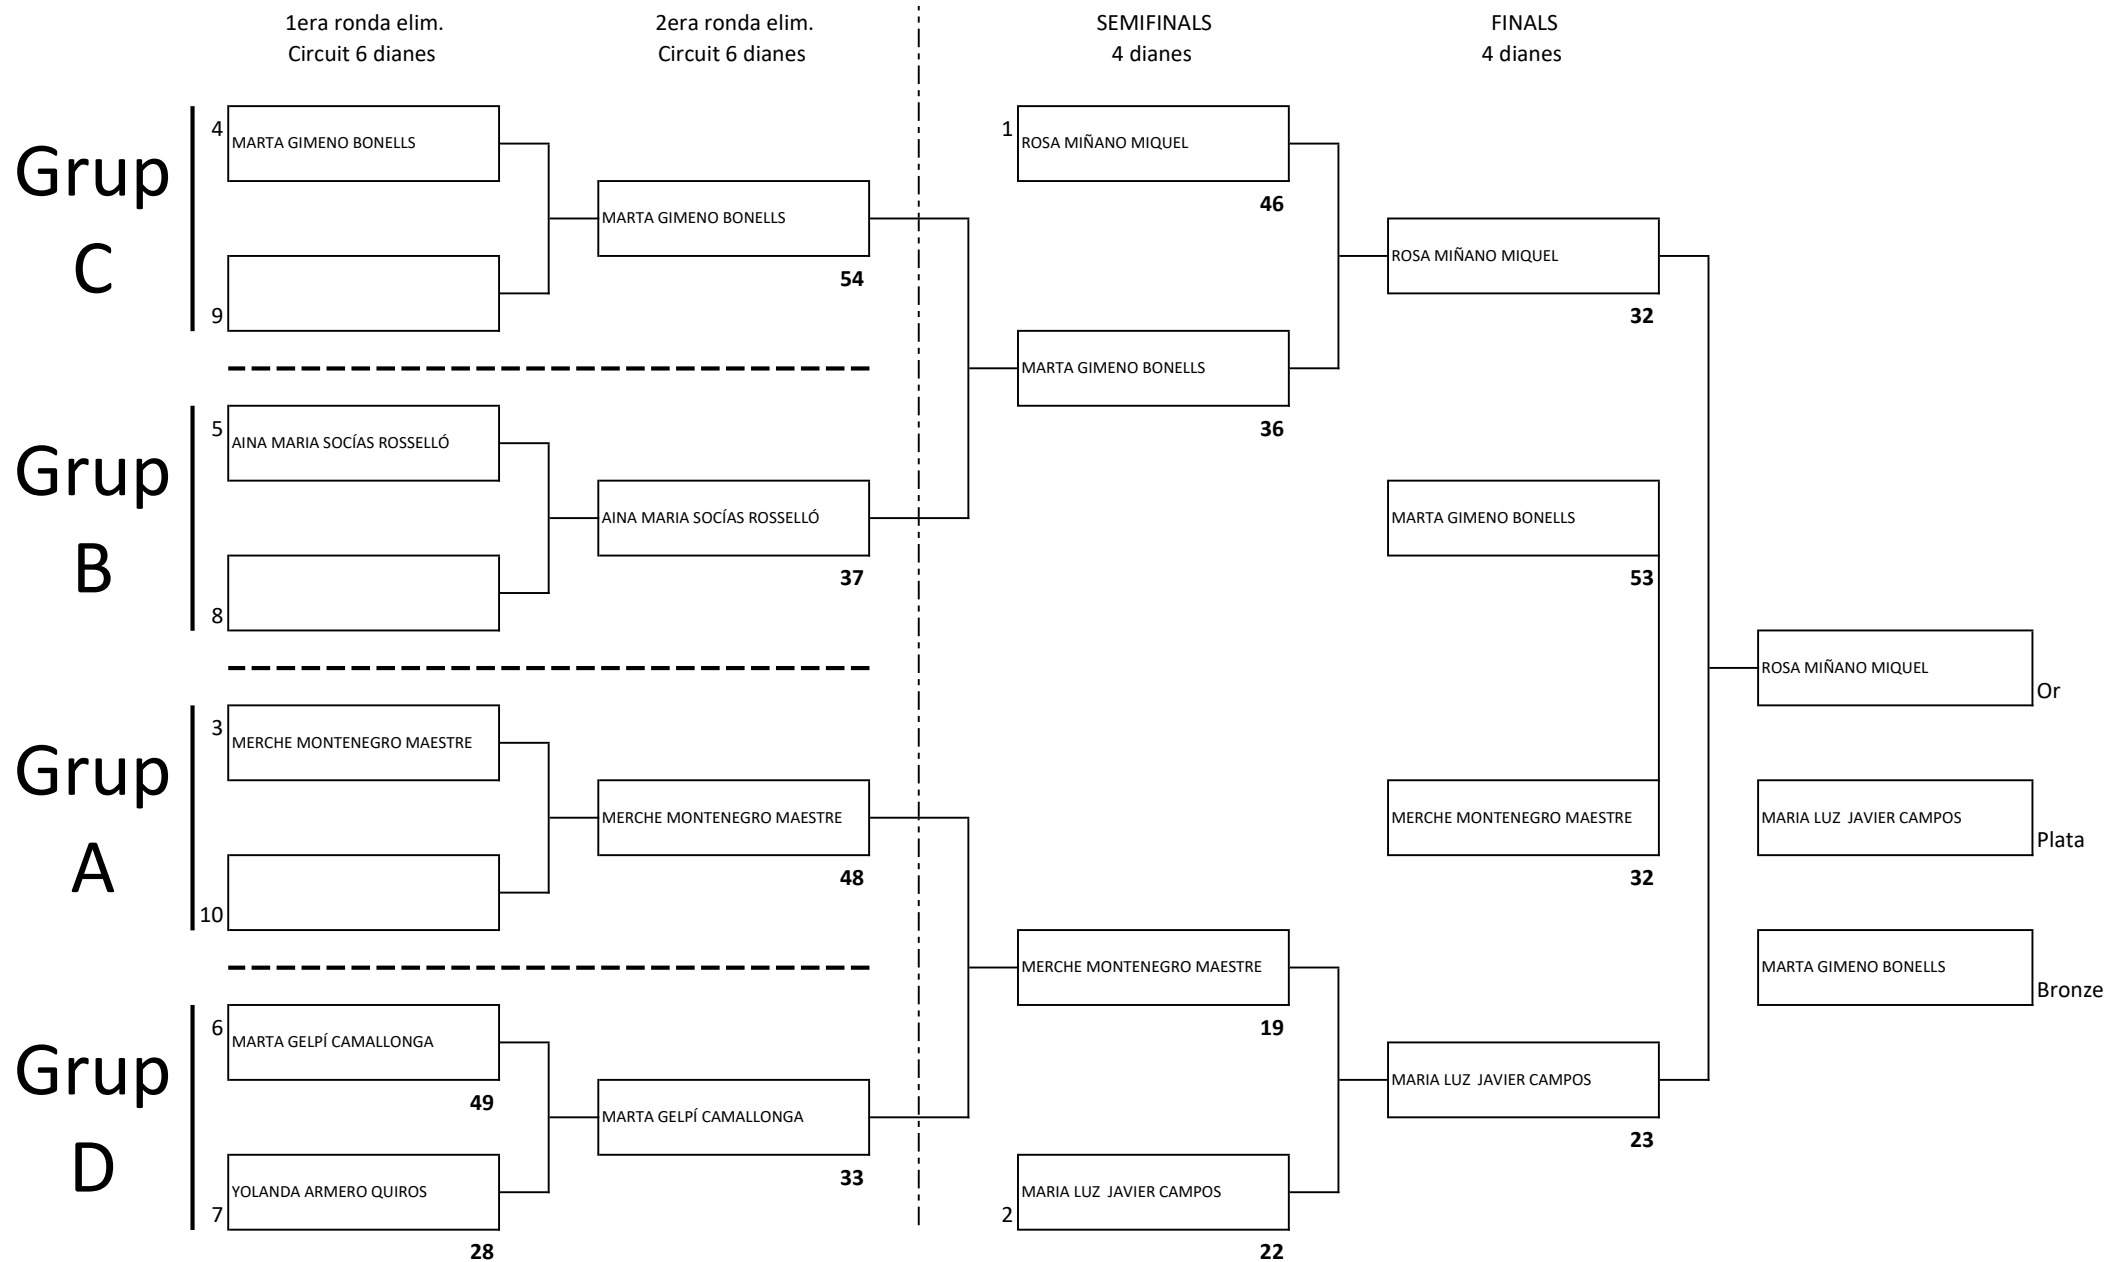 1era ronda elim.
Circuit 6 dianes
2era ronda elim.
Circuit 6 dianes
SEMIFINALS
4 dianes
FINALS
4 dianes
Grup
C
4
MARTA GIMENO BONELLS
9
MARTA GIMENO BONELLS
54
Grup
B
5
AINA MARIA SOCÍAS ROSSELLÓ
8
AINA MARIA SOCÍAS ROSSELLÓ
37
Grup
A
3
MERCHE MONTENEGRO MAESTRE
10
MERCHE MONTENEGRO MAESTRE
48
Grup
D
6
MARTA GELPÍ CAMALLONGA
49
7
YOLANDA ARMERO QUIROS
28
MARTA GELPÍ CAMALLONGA
33
1
ROSA MIÑANO MIQUEL
46
MARTA GIMENO BONELLS
36
MERCHE MONTENEGRO MAESTRE
19
2
MARIA LUZ  JAVIER CAMPOS
22
ROSA MIÑANO MIQUEL
32
MARTA GIMENO BONELLS
53
MERCHE MONTENEGRO MAESTRE
32
MARIA LUZ  JAVIER CAMPOS
23
ROSA MIÑANO MIQUEL
Or
MARIA LUZ  JAVIER CAMPOS
Plata
MARTA GIMENO BONELLS
Bronze